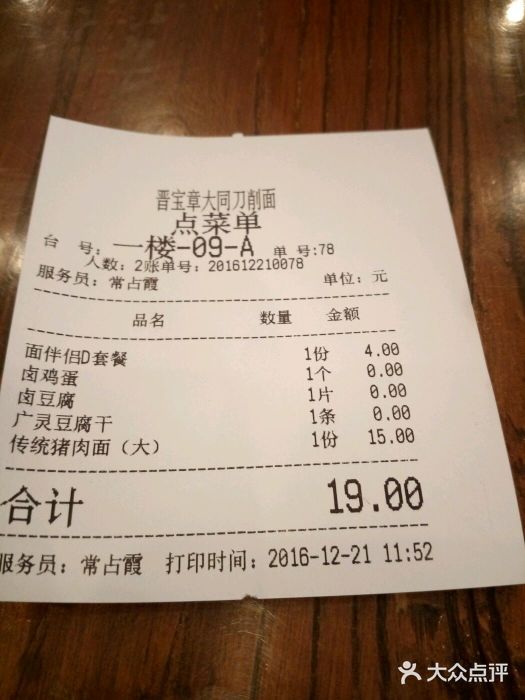 晋宝章大同刀削面
点菜单
台 号: 一楼-09-A 单 号:78
人数: 2账单号: 201612210078
服务员: 常占霞 单位: 元
品名 数量 金额
面伴侣D套餐 1份 4.00
卤鸡蛋 1个 0.00
卤豆腐 1片 0.00
广灵豆腐干 1条 0.00
传统猪肉面（大） 1份 15.00
合计 19.00
服务员: 常占霞 打印时间: 2016-12-21 11:52
大众点评